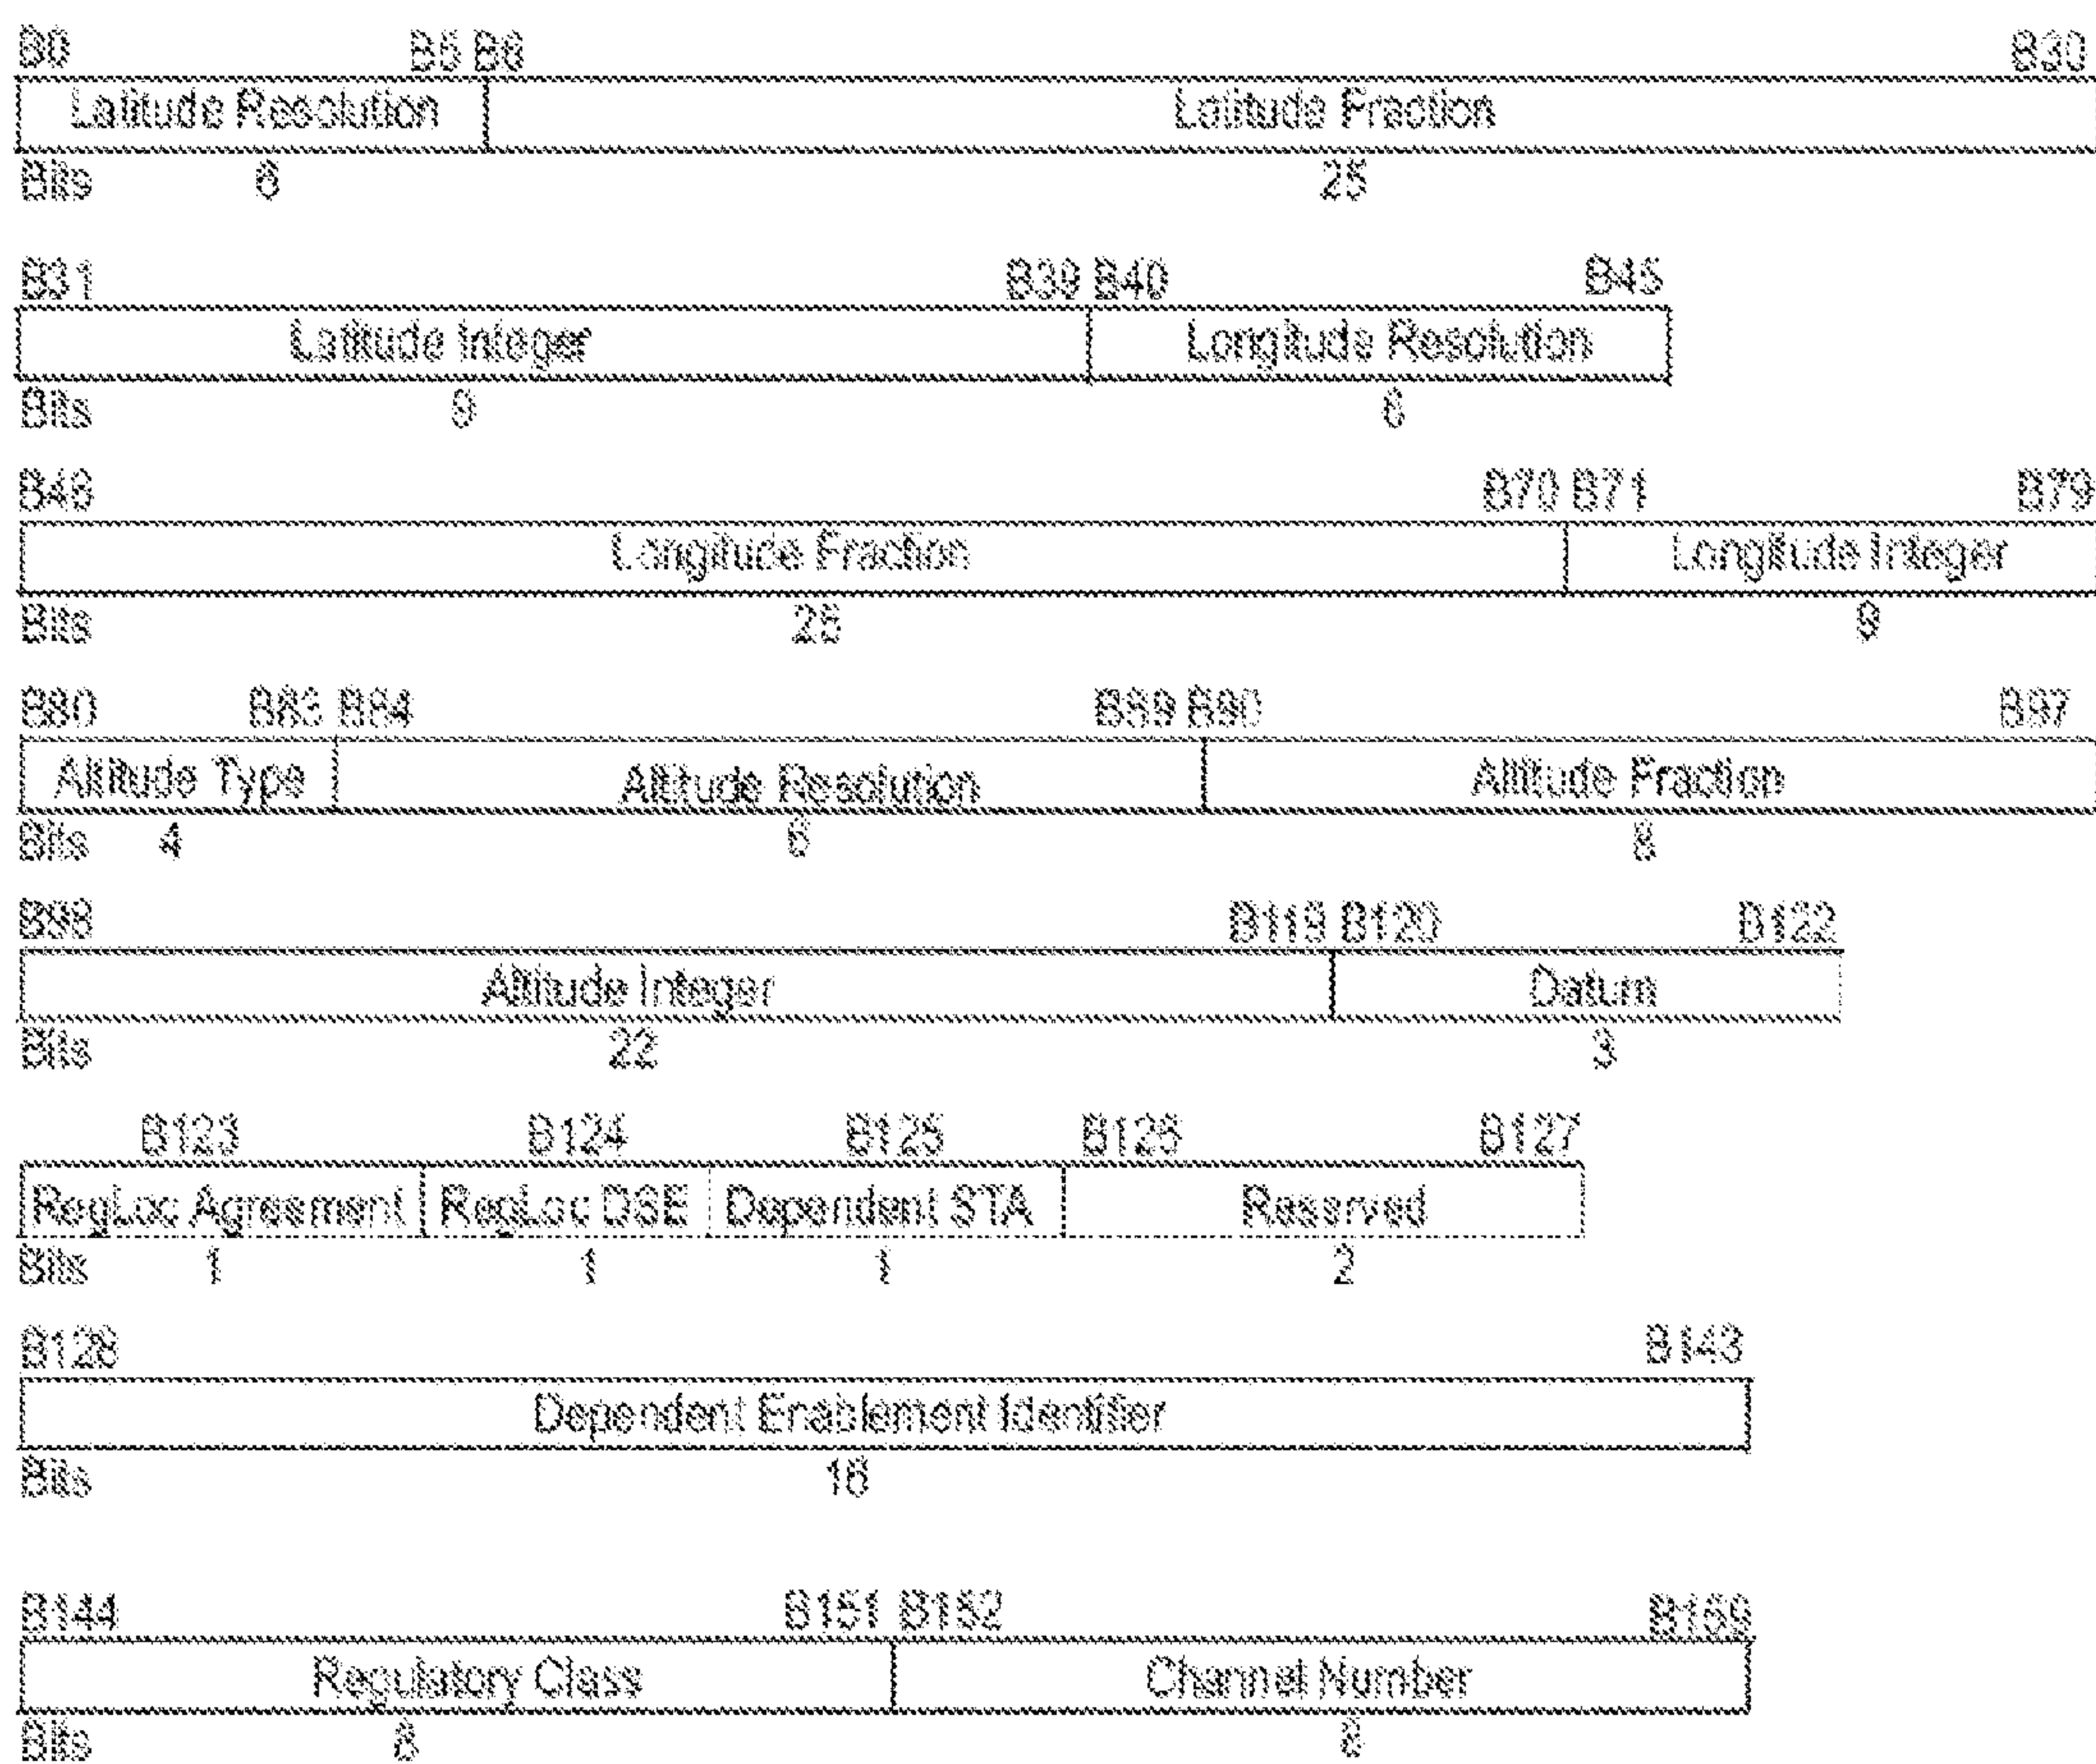 B0 B5 B6 B30
Latitude Resolution Latitude Fraction
Bits 6 25
B31 B39 B40 B45
Latitude Integer Longitude Resolution
Bits 9 6
B46 B70 B71 B79
Longitude Fraction Longitude Integer
Bits 25 9
B80 B83 B84 B89 B90 B97
Altitude Type Altitude Resolution Altitude Fraction
Bits 4 6 8
B98 B119 B120 B122
Altitude Integer Datum
Bits 22 3
B123 B124 B125 B126 B127
RegLoc Agreement RegLoc DSE Dependent STA Reserved
Bits 1 1 1 2
B128 B143
Dependent Enablement Identifier
Bits 16
B144 B151 B152 B159
Regulatory Class Channel Number
Bits 8 8